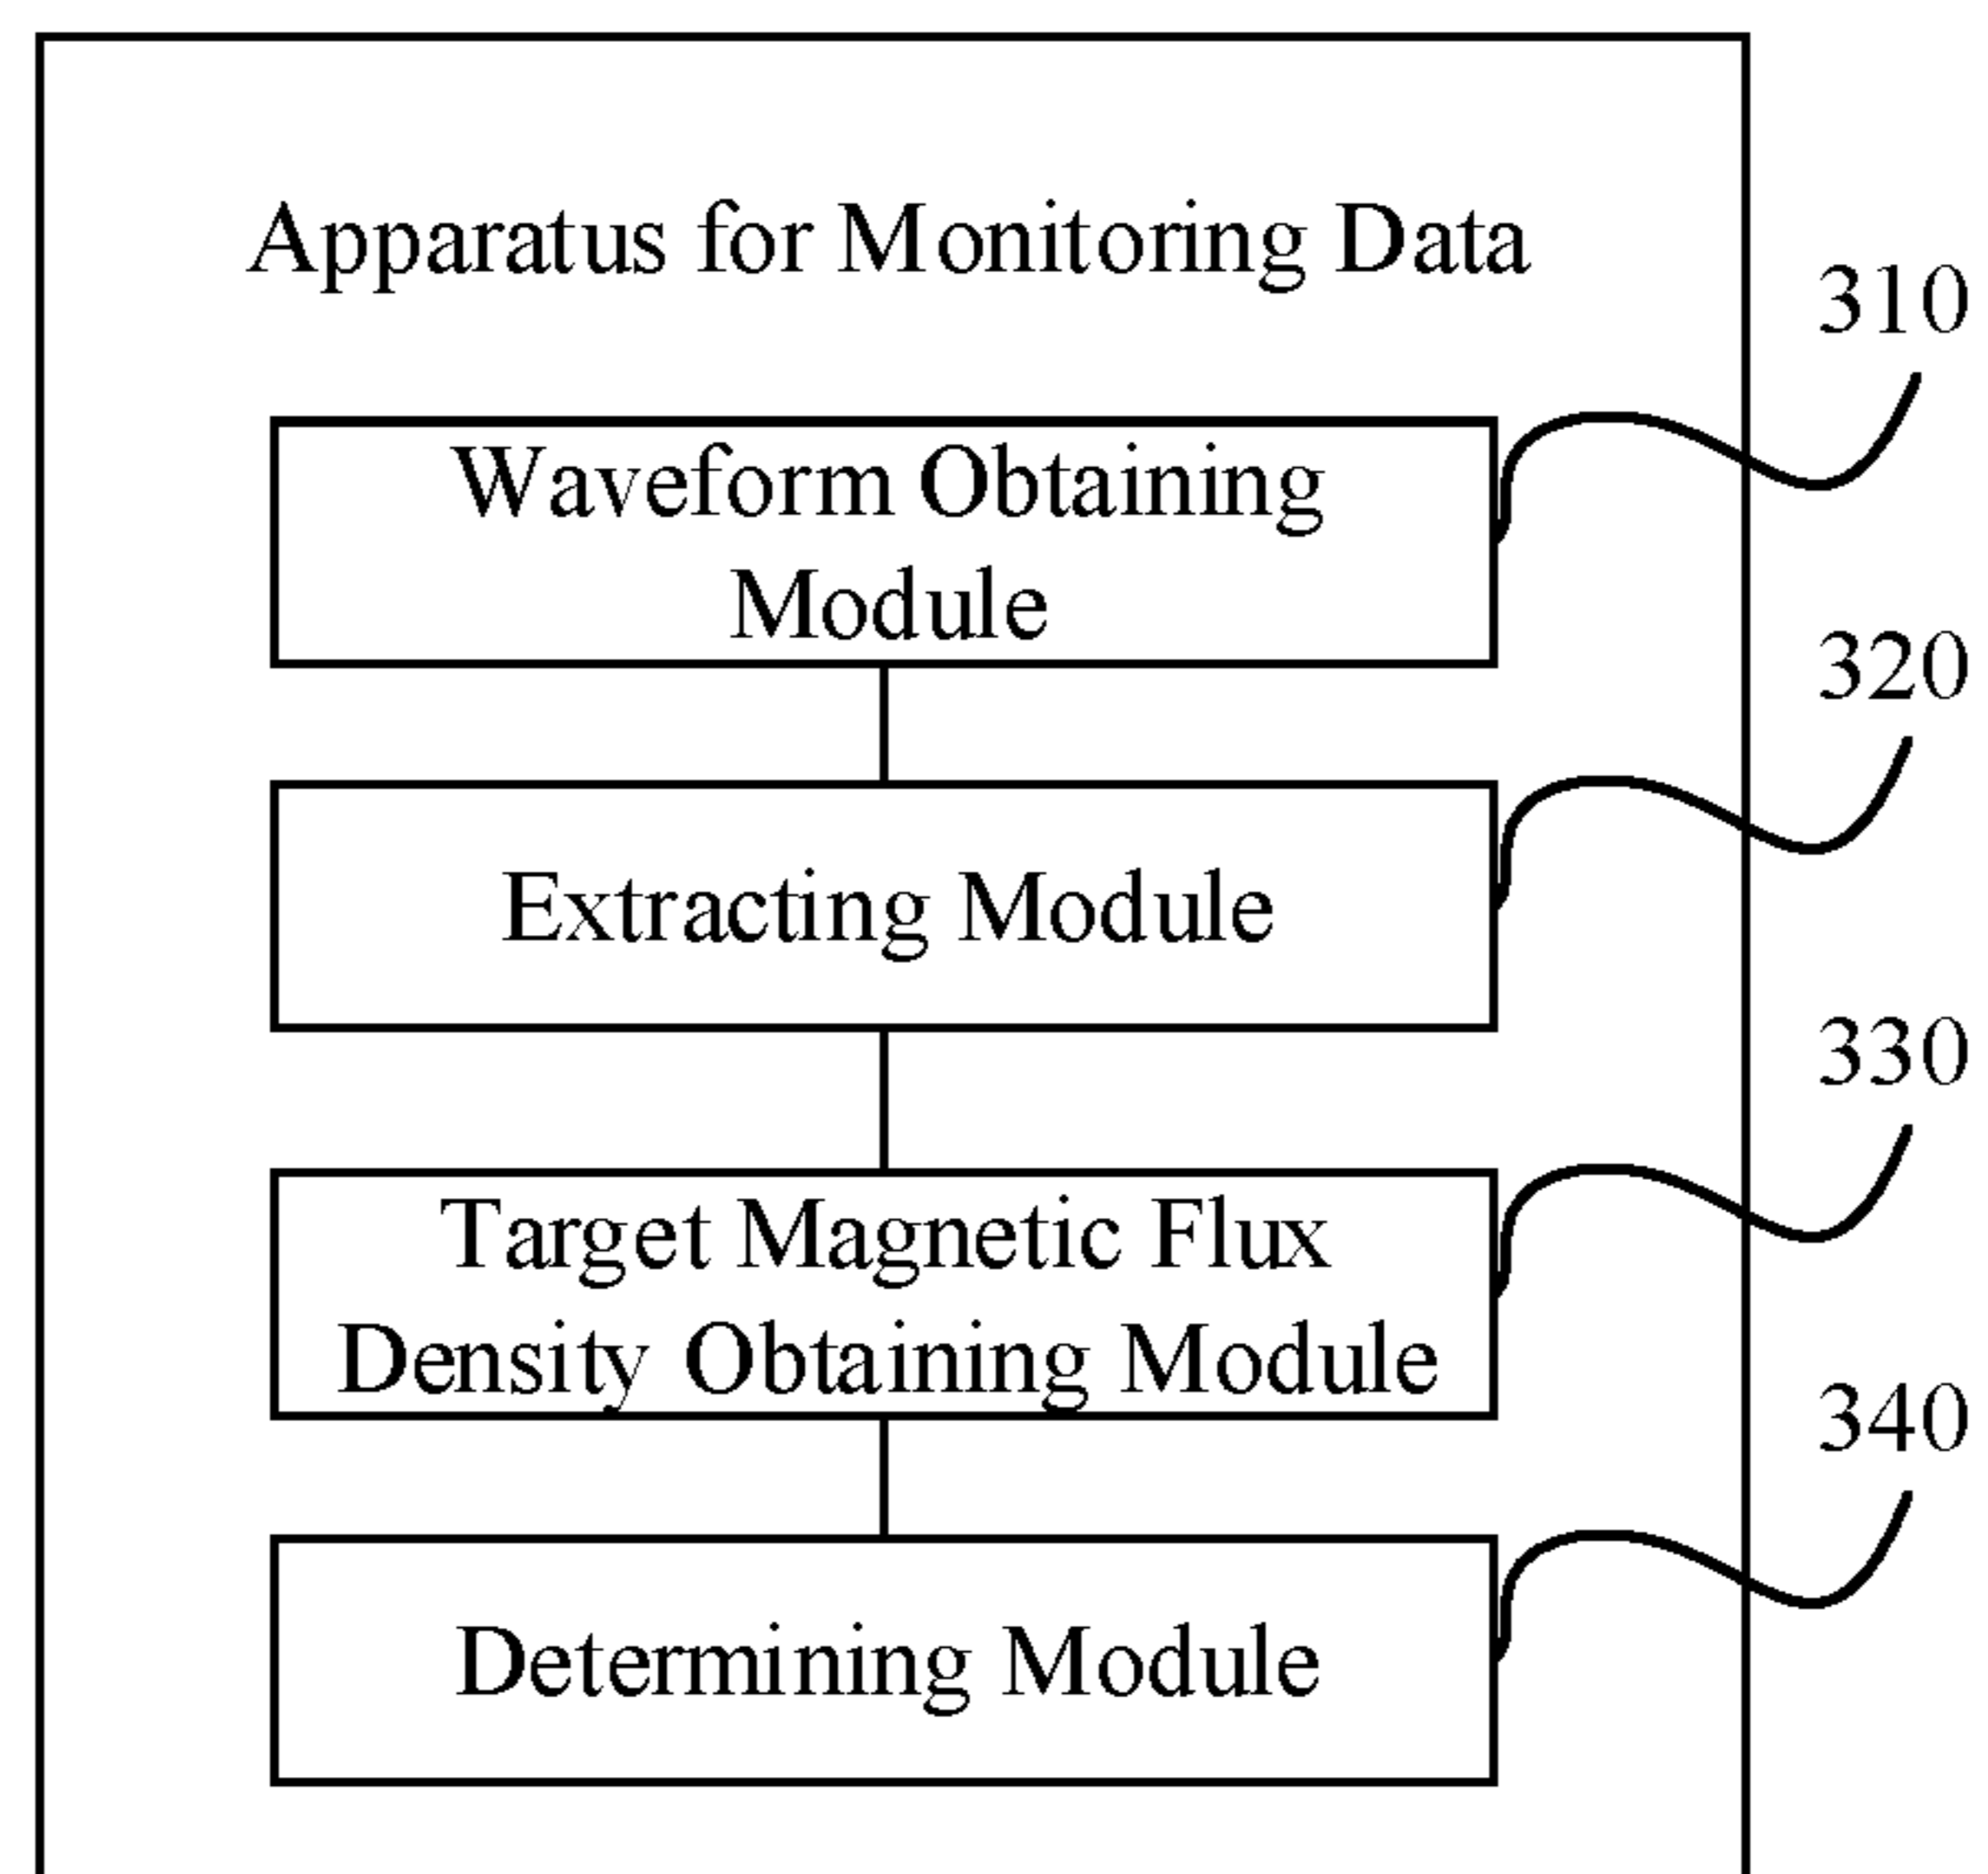 Apparatus for Monitoring Data
310
Waveform Obtaining
Module
320
Extracting Module
330
Target Magnetic Flux
Density Obtaining Module
340
Determining Module